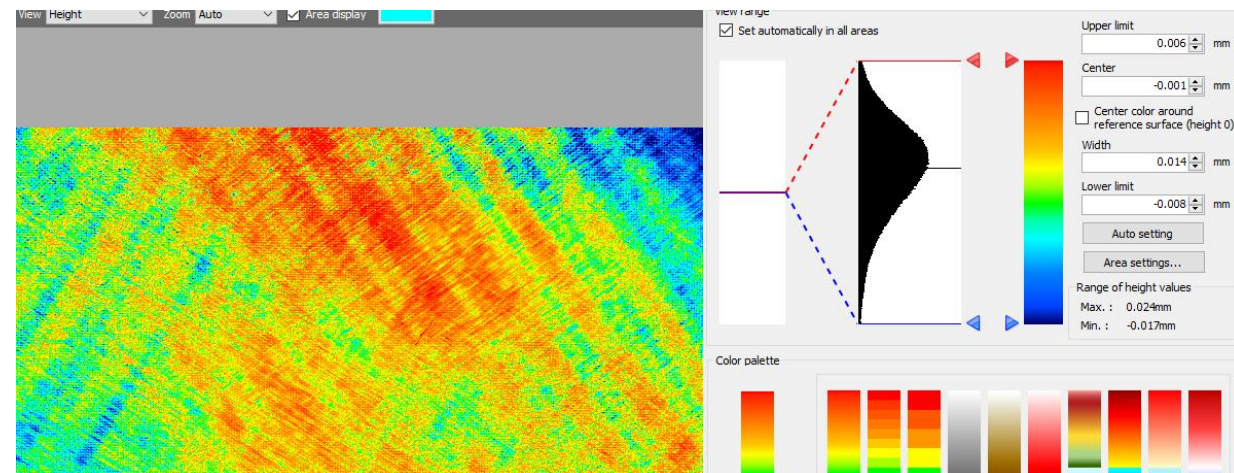 View Height Zoom Auto Area display
View range
Set automatically in all areas
Upper limit
0.006 mm
Center
-0.001 mm
Center color around
reference surface (height 0)
Width
0.014 mm
Lower limit
-0.008 mm
Auto setting
Area settings...
Range of height values
Max. : 0.024mm
Min. : -0.017mm
Color palette